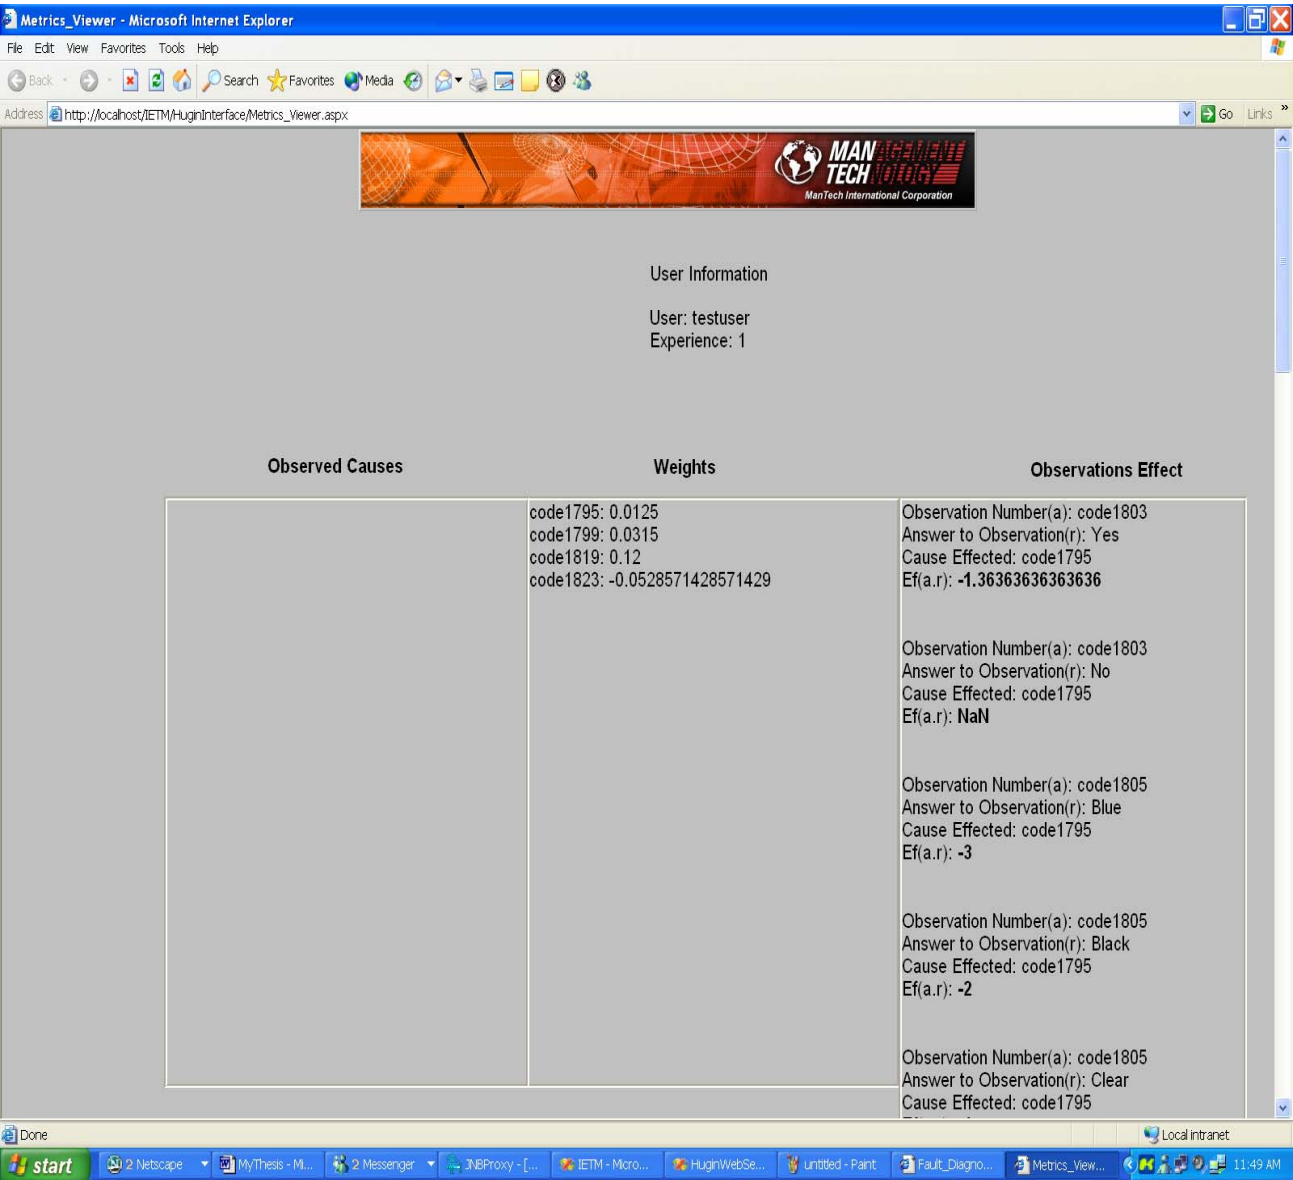 Metrics_Viewer - Microsoft Internet Explorer
File Edit View Favorites Tools Help
Back Search Favorites Media
Address http://localhost/IETM/HuginInterface/Metrics_Viewer.aspx Go Links »
MANAGEMENT
TECHNOLOGY
ManTech International Corporation
User Information
User: testuser
Experience: 1
Observed Causes Weights Observations Effect
code1795: 0.0125
code1799: 0.0315
code1819: 0.12
code1823: -0.0528571428571429
Observation Number(a): code1803
Answer to Observation(r): Yes
Cause Effected: code1795
Ef(a.r): -1.36363636363636
Observation Number(a): code1803
Answer to Observation(r): No
Cause Effected: code1795
Ef(a.r): NaN
Observation Number(a): code1805
Answer to Observation(r): Blue
Cause Effected: code1795
Ef(a.r): -3
Observation Number(a): code1805
Answer to Observation(r): Black
Cause Effected: code1795
Ef(a.r): -2
Observation Number(a): code1805
Answer to Observation(r): Clear
Cause Effected: code1795
Done Local intranet
start 2 Netscape MyThesis - Mi... 2 Messenger JNBProxy - [... IETM - Micro... HuginWebSe... untitled - Paint Fault_Diagno... Metrics_View... 11:49 AM